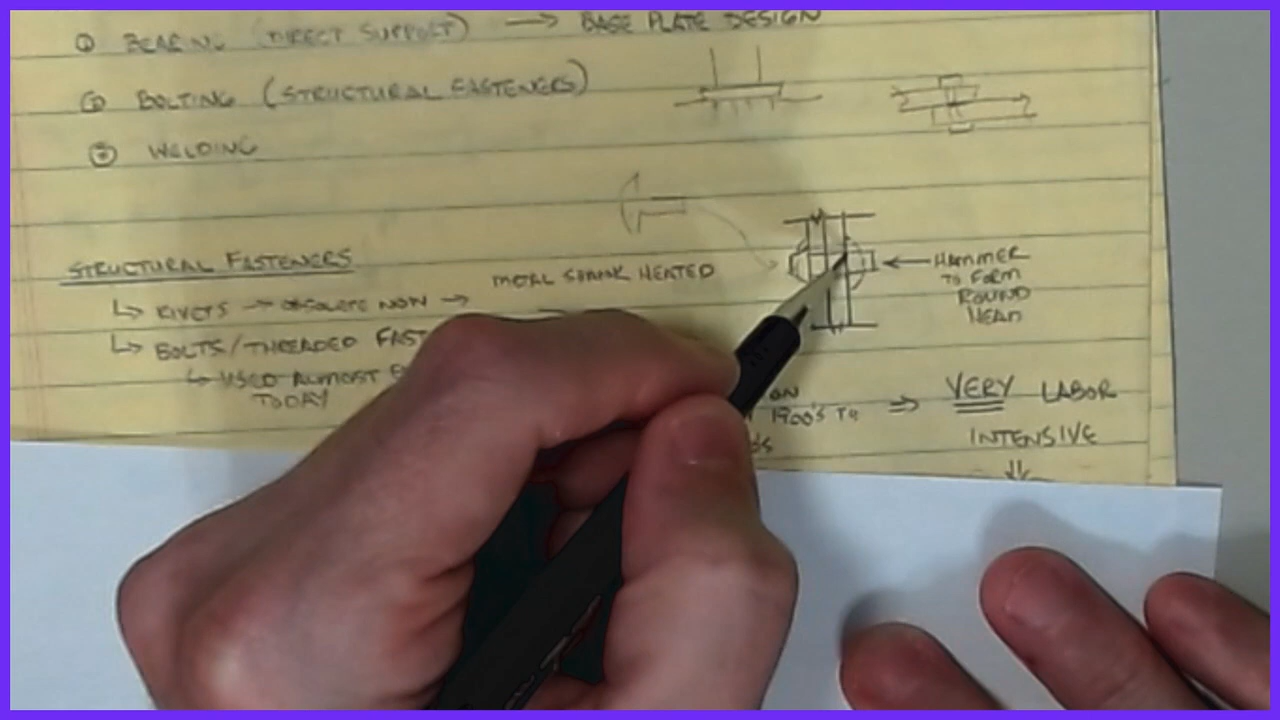 ① BEARING (DIRECT SUPPORT) → BASE PLATE DESIGN
② BOLTING (STRUCTURAL FASTENERS)
③ WELDING
STRUCTURAL FASTENERS
↳ RIVETS → OBSOLETE NOW → METAL SHANK HEATED
← HAMMER
TO FORM
ROUND
HEAD
↳ BOLTS/THREADED
↳ USED ALMOST
TODAY
ON
1900'S TO
⇒ VERY LABOR
INTENSIVE
⇓